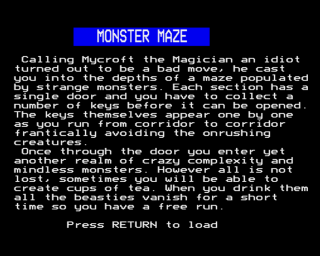 MONSTER MAZE
Calling Mycroft the Magician an idiot
turned out to be a bad move, he cast
you into the depths of a maze populated
by strange monsters. Each section has a
single door and you have to collect a
number of keys before it can be opened.
The keys themselves appear one by one
as you run from corridor to corridor
frantically avoiding the onrushing
creatures.
Once through the door you enter yet
another realm of crazy complexity and
mindless monsters. However all is not
lost, sometimes you will be able to
create cups of tea. When you drink them
all the beasties vanish for a short
time so you have a free run.
Press RETURN to load